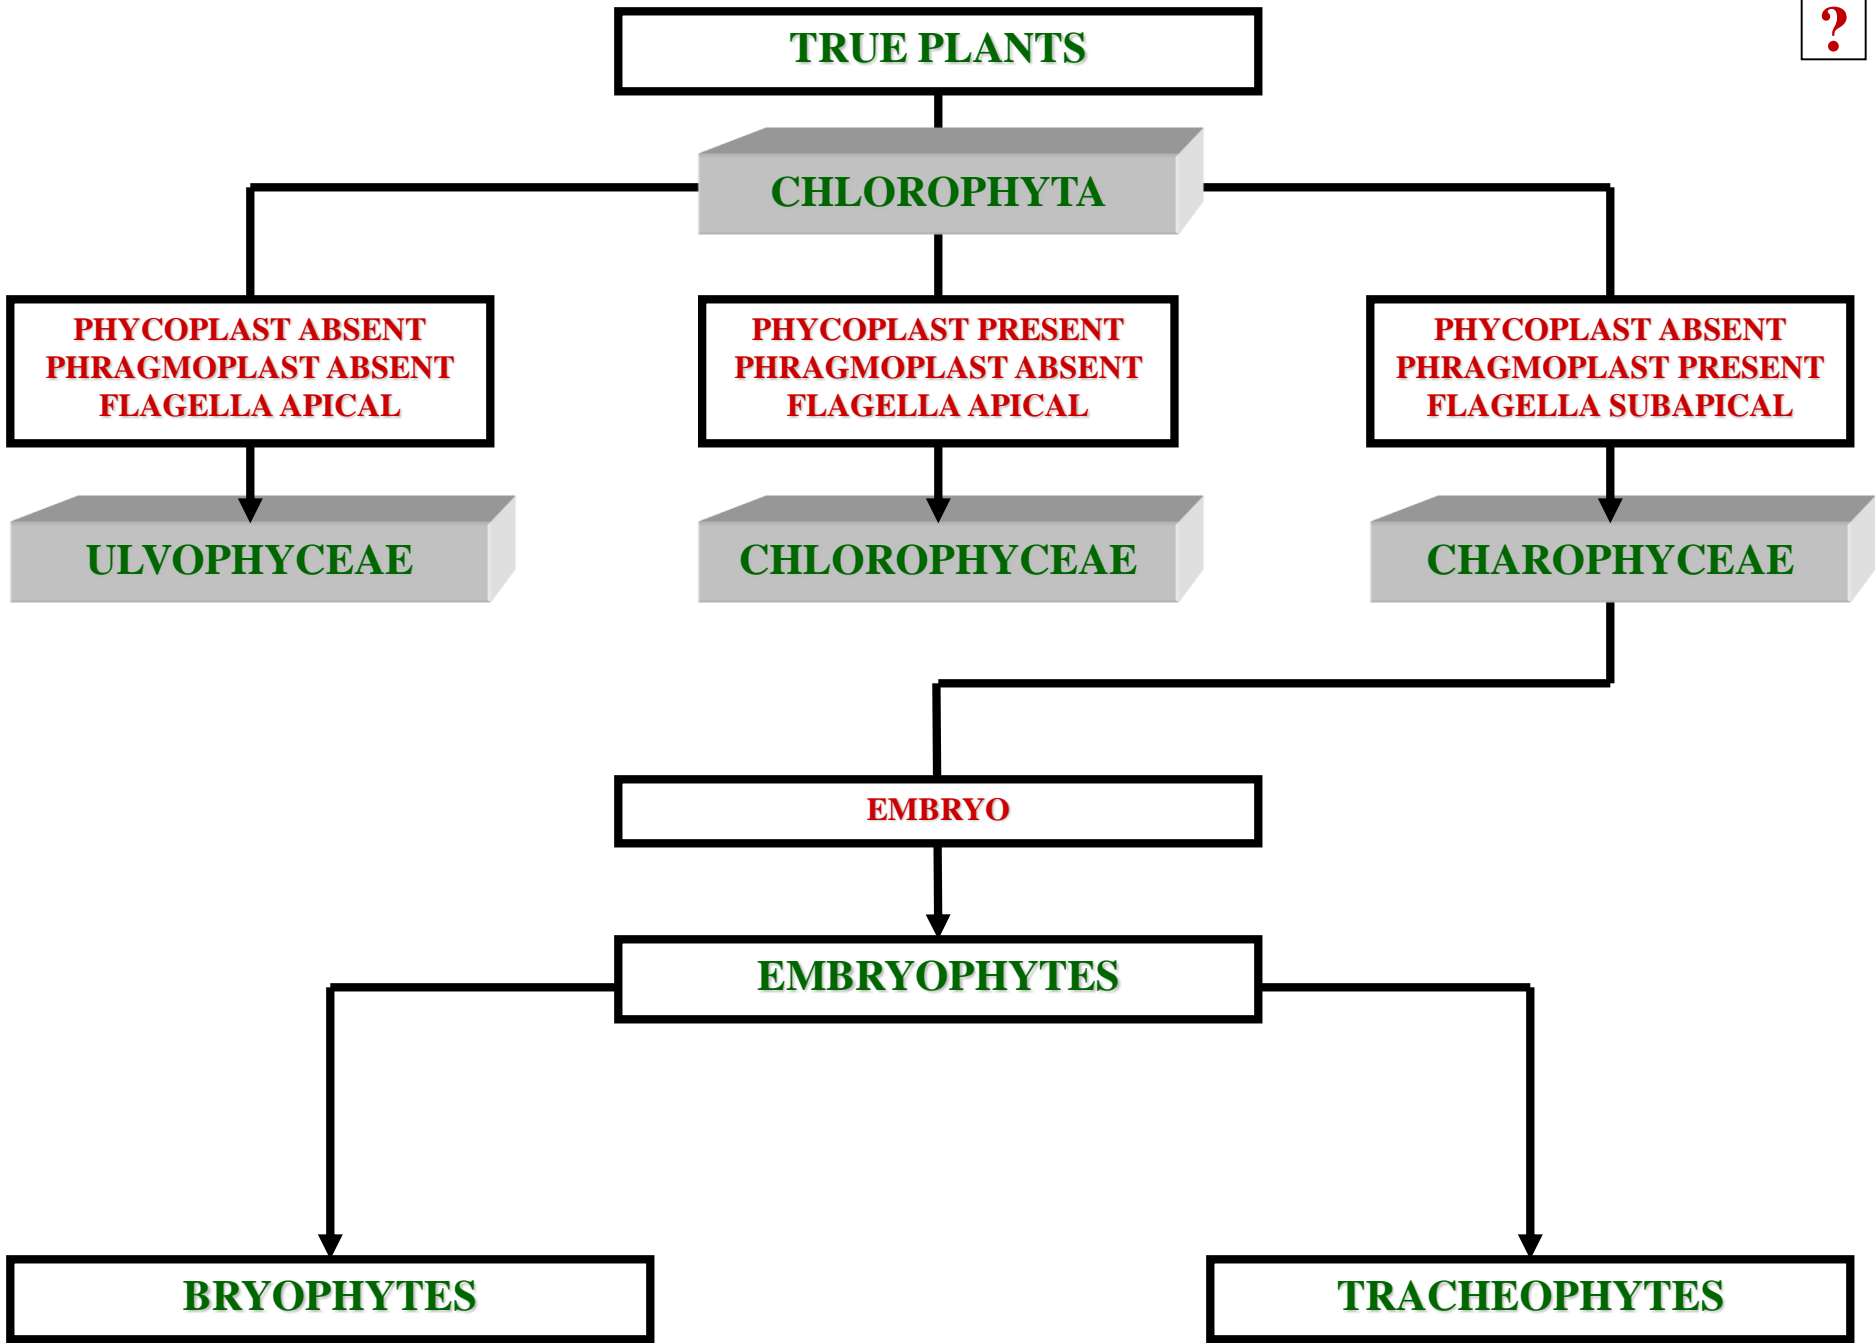 ?
TRUE PLANTS
CHLOROPHYTA
PHYCOPLAST ABSENT
PHRAGMOPLAST ABSENT
FLAGELLA APICAL
PHYCOPLAST PRESENT
PHRAGMOPLAST ABSENT
FLAGELLA APICAL
PHYCOPLAST ABSENT
PHRAGMOPLAST PRESENT
FLAGELLA SUBAPICAL
ULVOPHYCEAE
CHLOROPHYCEAE
CHAROPHYCEAE
EMBRYO
EMBRYOPHYTES
BRYOPHYTES
TRACHEOPHYTES